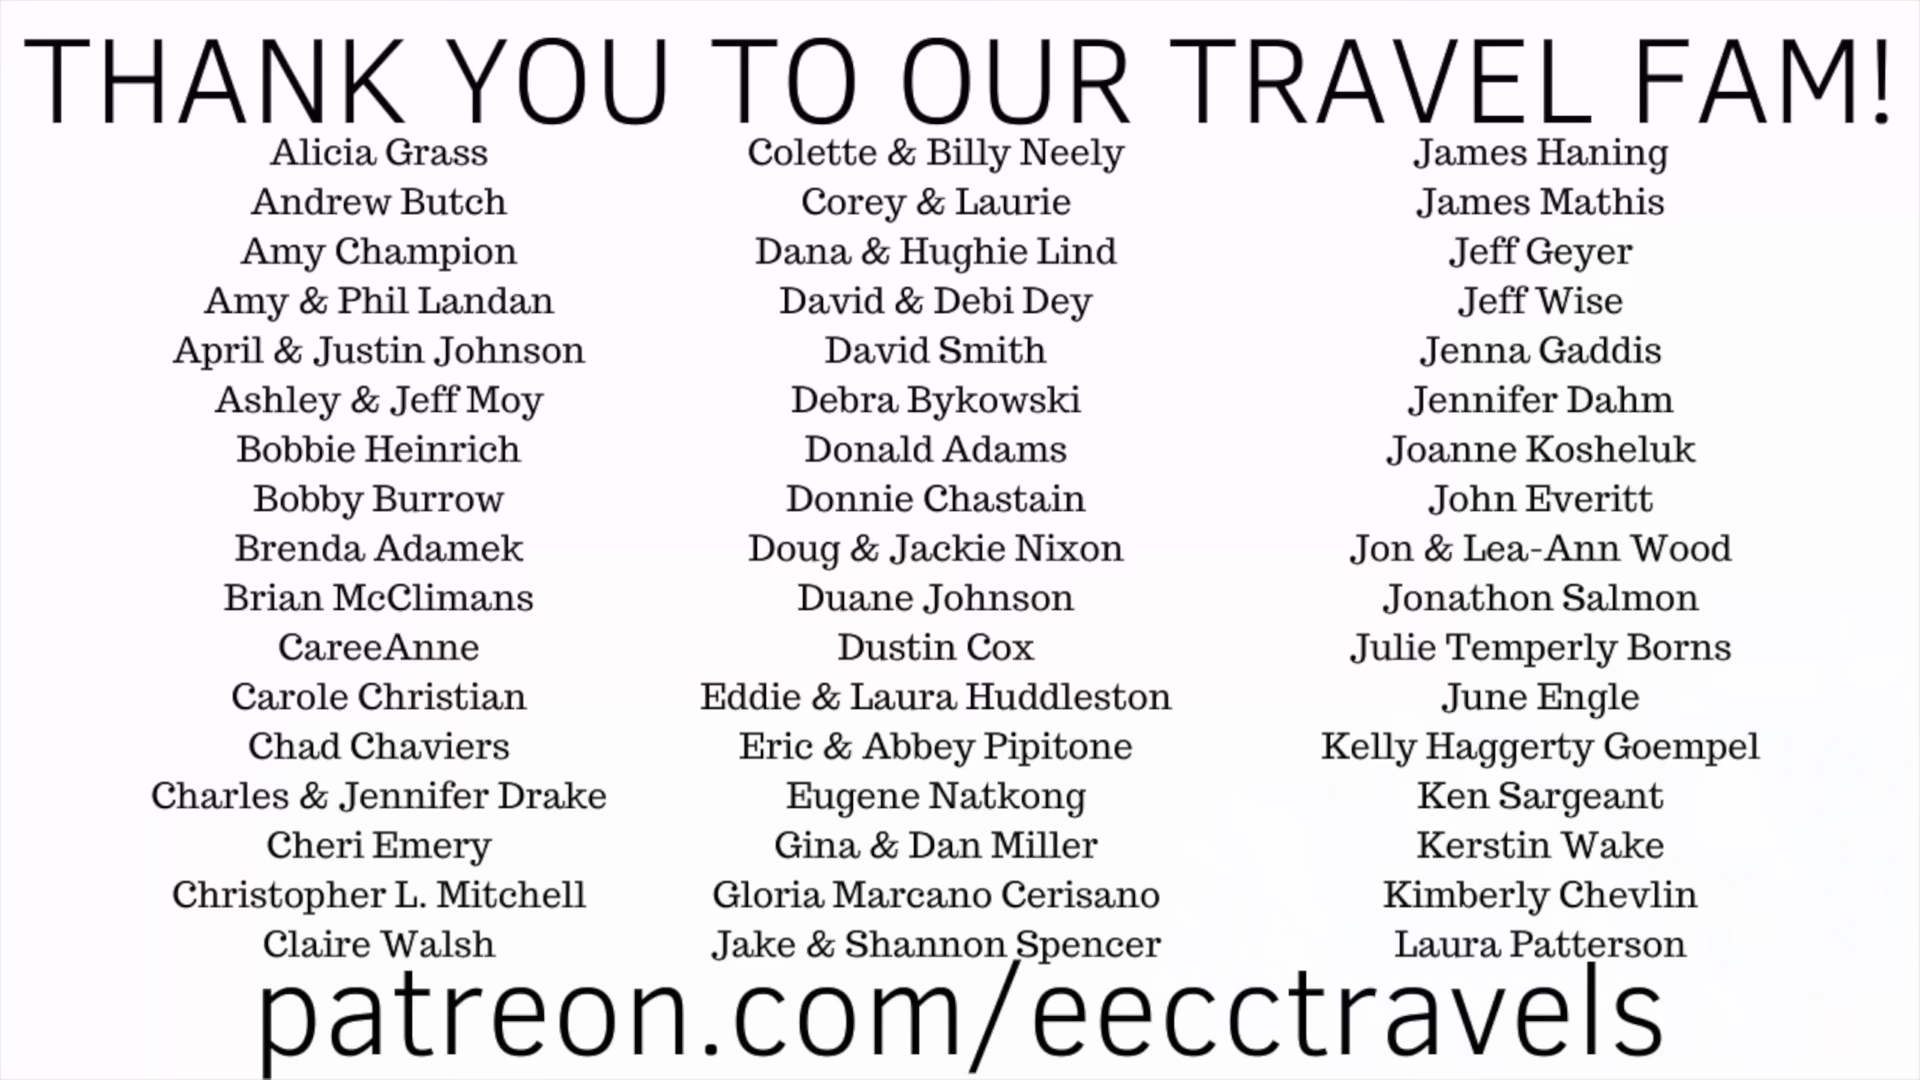 THANK YOU TO OUR TRAVEL FAM!
Alicia Grass
Andrew Butch
Amy Champion
Amy & Phil Landan
April & Justin Johnson
Ashley & Jeff Moy
Bobbie Heinrich
Bobby Burrow
Brenda Adamek
Brian McClimans
CareeAnne
Carole Christian
Chad Chaviers
Charles & Jennifer Drake
Cheri Emery
Christopher L. Mitchell
Claire Walsh
Colette & Billy Neely
Corey & Laurie
Dana & Hughie Lind
David & Debi Dey
David Smith
Debra Bykowski
Donald Adams
Donnie Chastain
Doug & Jackie Nixon
Duane Johnson
Dustin Cox
Eddie & Laura Huddleston
Eric & Abbey Pipitone
Eugene Natkong
Gina & Dan Miller
Gloria Marcano Cerisano
Jake & Shannon Spencer
James Haning
James Mathis
Jeff Geyer
Jeff Wise
Jenna Gaddis
Jennifer Dahm
Joanne Kosheluk
John Everitt
Jon & Lea-Ann Wood
Jonathon Salmon
Julie Temperly Borns
June Engle
Kelly Haggerty Goempel
Ken Sargeant
Kerstin Wake
Kimberly Chevlin
Laura Patterson
patreon.com/eecctravels